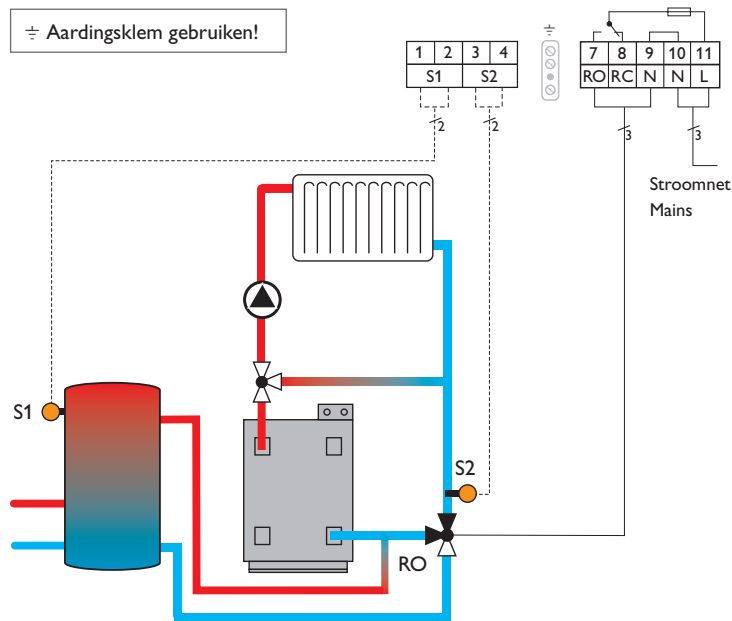 ⏚ Aardingsklem gebruiken!
1 2 3 4
S1 S2
2 2
7 8 9 10 11
RO RC N N L
3 3
Stroomnet
Mains
S1
S2
RO